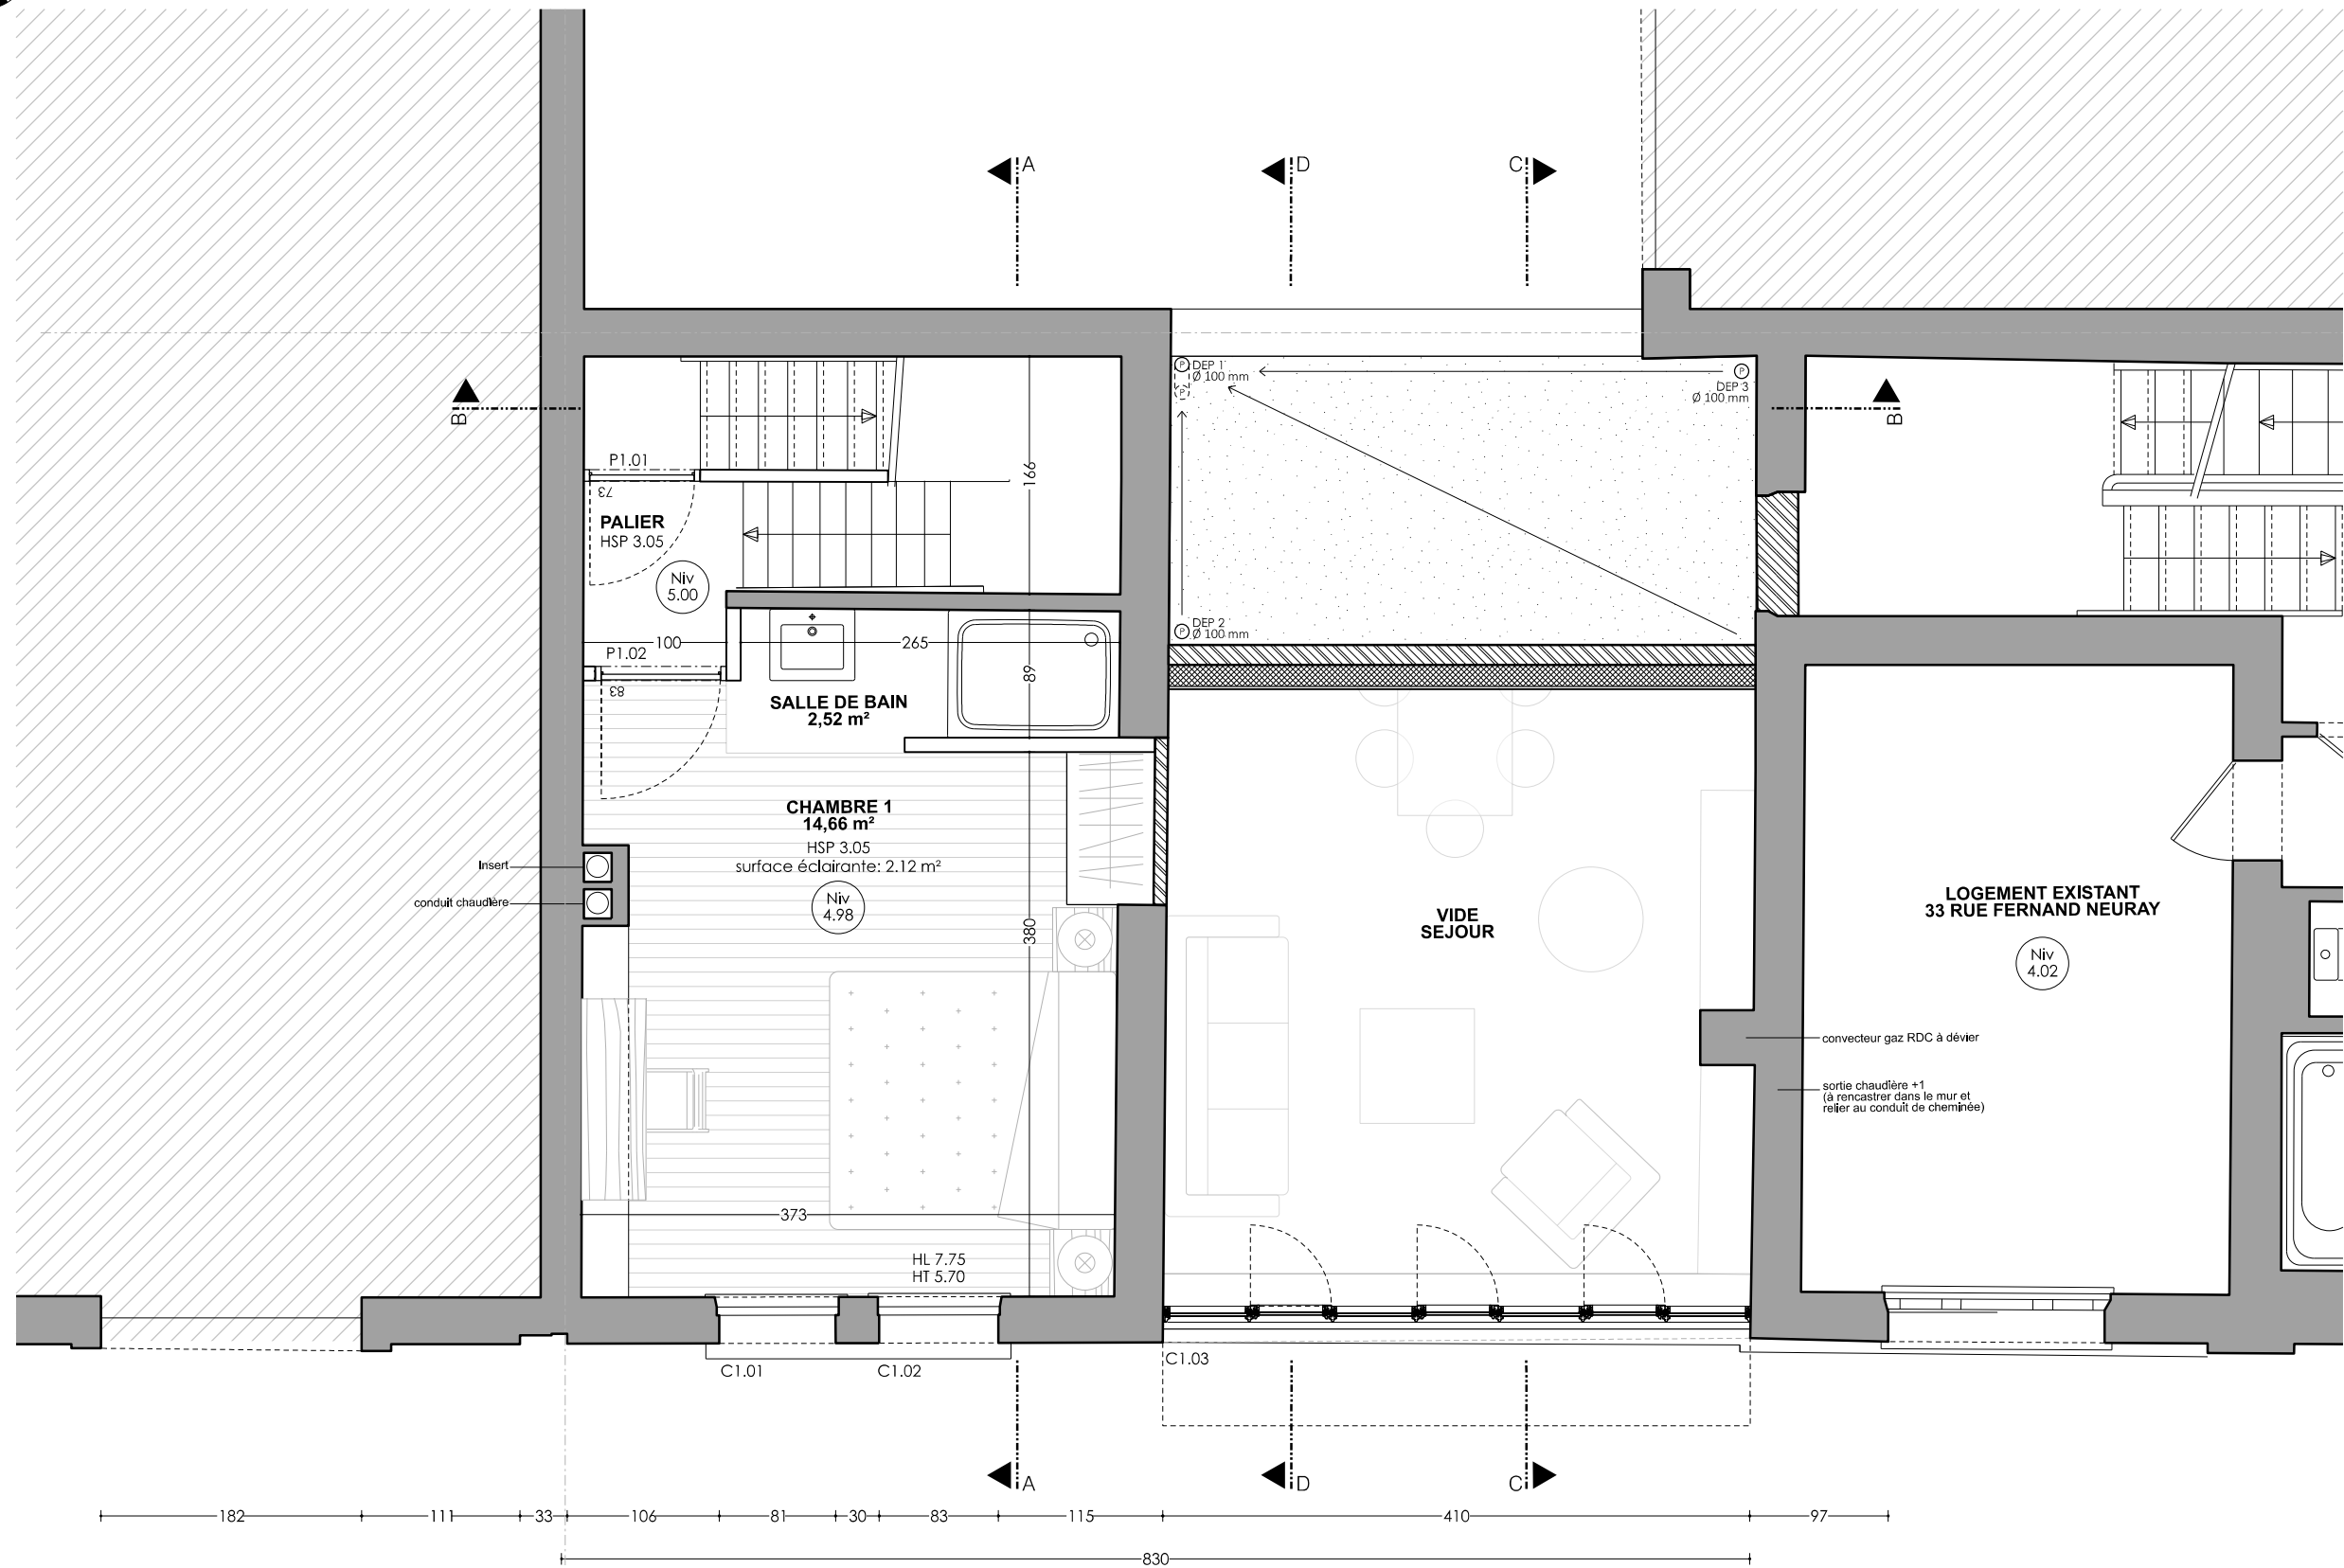 A
D
C
B
B
P1.01
73
PALIER
HSP 3.05
Niv
5.00
166
DEP 1
Ø 100 mm
P
P
P
DEP 3
Ø 100 mm
P
DEP 2
Ø 100 mm
100
265
P1.02
83
89
SALLE DE BAIN
2,52 m²
CHAMBRE 1
14,66 m²
HSP 3.05
surface éclairante: 2.12 m²
Niv
4.98
Insert
conduit chaudière
380
VIDE
SEJOUR
LOGEMENT EXISTANT
33 RUE FERNAND NEURAY
Niv
4.02
convecteur gaz RDC à dévier
sortie chaudière +1
(à rencastrer dans le mur et
relier au conduit de cheminée)
373
HL 7.75
HT 5.70
C1.01
C1.02
C1.03
A
D
C
182
111
33
106
81
30
83
115
410
97
830